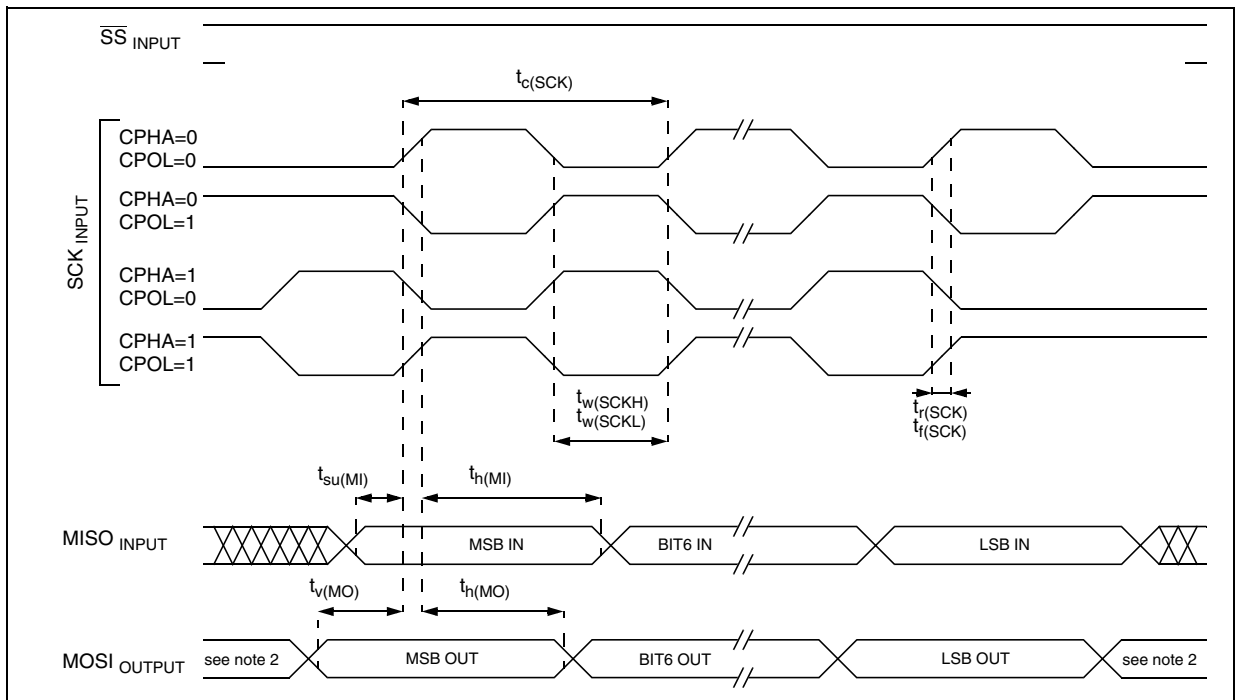 SS INPUT
tc(SCK)
SCK INPUT
CPHA=0
CPOL=0
CPHA=0
CPOL=1
CPHA=1
CPOL=0
CPHA=1
CPOL=1
tw(SCKH)
tw(SCKL)
tr(SCK)
tf(SCK)
tsu(MI)
th(MI)
MISO INPUT
MSB IN
BIT6 IN
LSB IN
tv(MO)
th(MO)
MOSI OUTPUT
see note 2
MSB OUT
BIT6 OUT
LSB OUT
see note 2